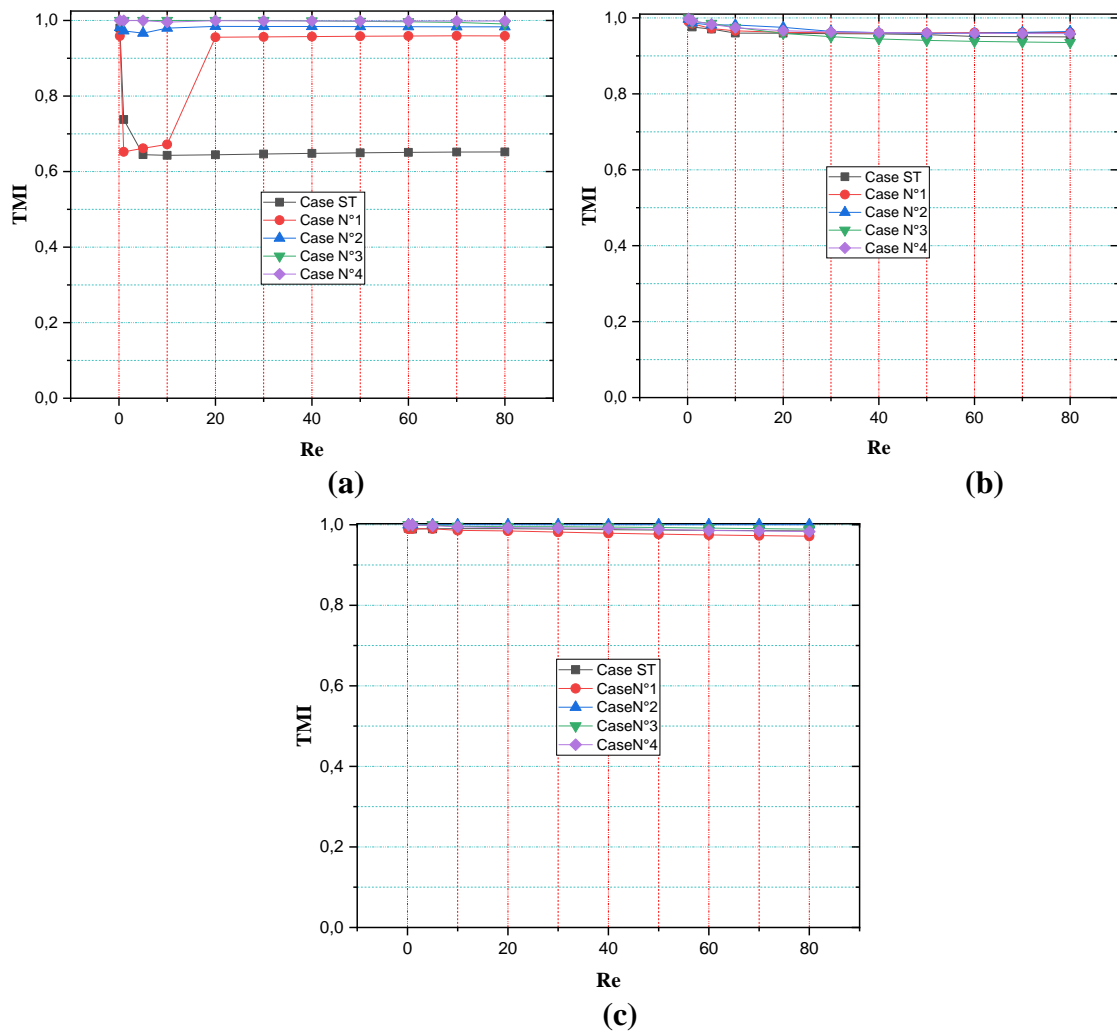 1,0
0,8
0,6
0,4
0,2
0,0
TMI
Case ST
Case N°1
Case N°2
Case N°3
Case N°4
0 20 40 60 80
Re
(a)
1,0
0,8
0,6
0,4
0,2
0,0
TMI
Case ST
Case N°1
Case N°2
Case N°3
Case N°4
0 20 40 60 80
Re
(b)
1,0
0,8
0,6
0,4
0,2
0,0
TMI
Case ST
CaseN°1
CaseN°2
CaseN°3
CaseN°4
0 20 40 60 80
Re
(c)